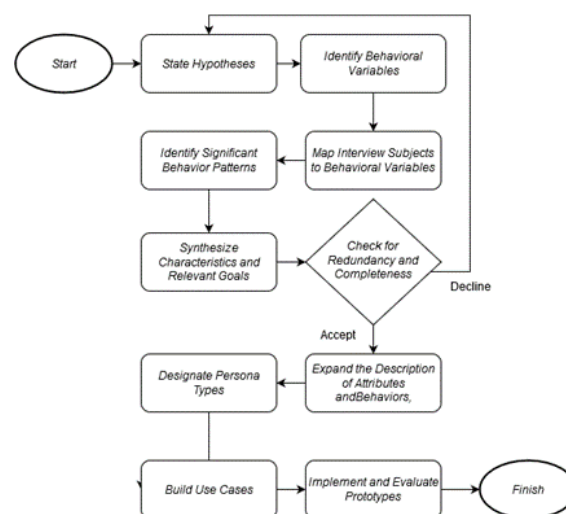 Start
State Hypotheses
Identify Behavioral
Variables
Identify Significant
Behavior Patterns
Map Interview Subjects
to Behavioral Variables
Synthesize
Characteristics and
Relevant Goals
Check for
Redundancy and
Completeness
Decline
Accept
Designate Persona
Types
Expand the Description
of Attributes
andBehaviors,
Build Use Cases
Implement and Evaluate
Prototypes
Finish